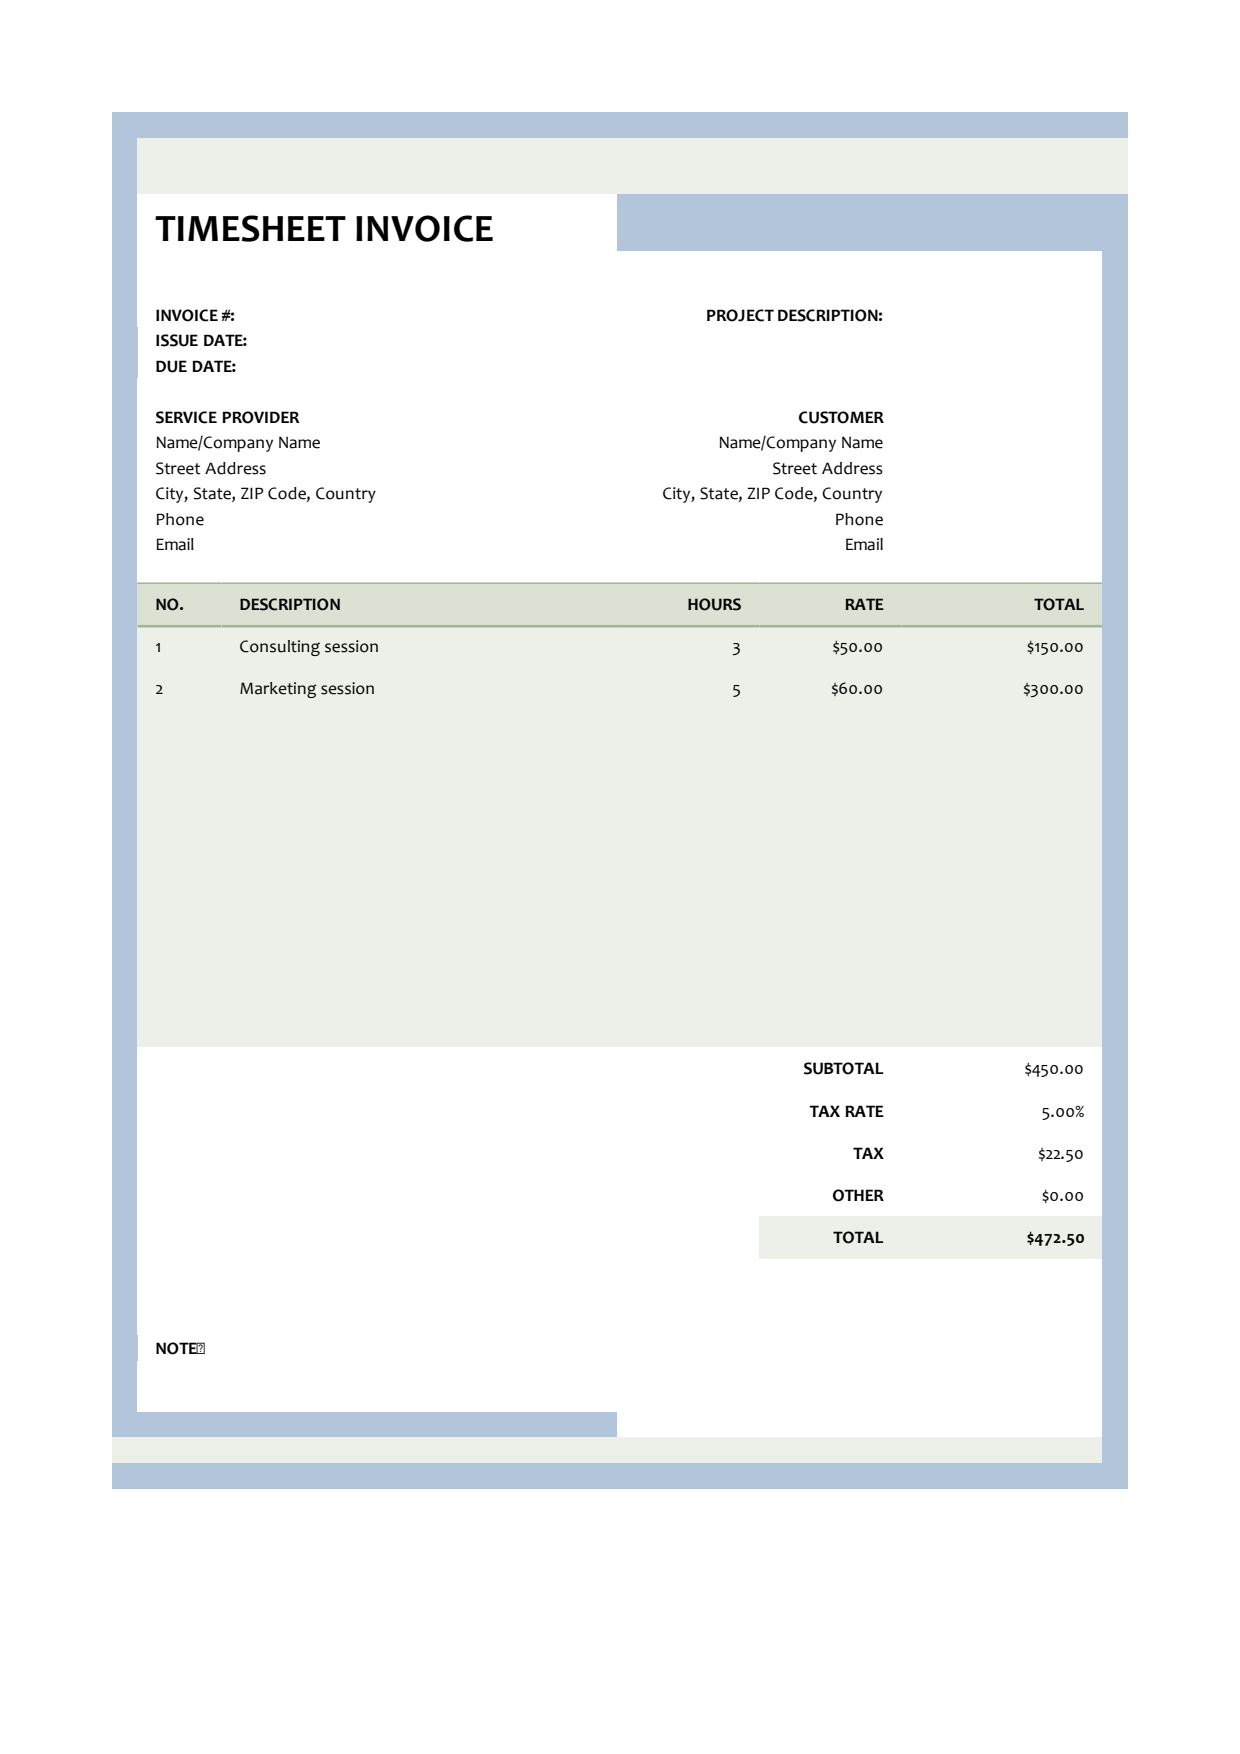 TIMESHEET INVOICE
INVOICE #: PROJECT DESCRIPTION:
ISSUE DATE:
DUE DATE:
SERVICE PROVIDER CUSTOMER
Name/Company Name Name/Company Name
Street Address Street Address
City, State, ZIP Code, Country City, State, ZIP Code, Country
Phone Phone
Email Email
NO. DESCRIPTION HOURS RATE TOTAL
1 Consulting session 3 $50.00 $150.00
2 Marketing session 5 $60.00 $300.00
SUBTOTAL $450.00
TAX RATE 5.00%
TAX $22.50
OTHER $0.00
TOTAL $472.50
NOTE